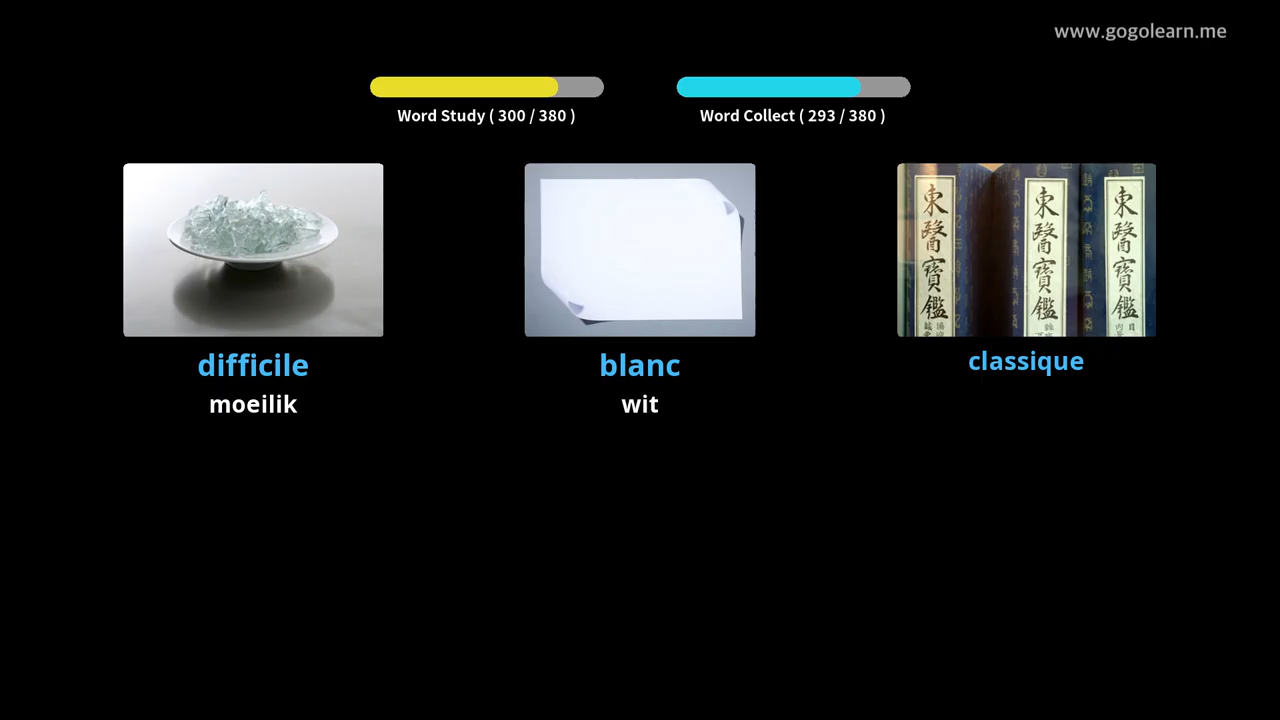 www.gogolearn.me
Word Study ( 300 / 380 )
Word Collect ( 293 / 380 )
東醫寶鑑
東醫寶鑑
東醫寶鑑
difficile
blanc
classique
moeilik
wit